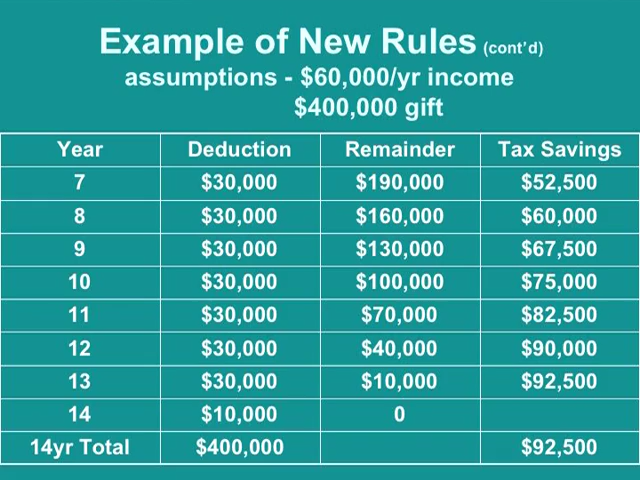 Example of New Rules (cont'd)
assumptions - $60,000/yr income
$400,000 gift
Year Deduction Remainder Tax Savings
7 $30,000 $190,000 $52,500
8 $30,000 $160,000 $60,000
9 $30,000 $130,000 $67,500
10 $30,000 $100,000 $75,000
11 $30,000 $70,000 $82,500
12 $30,000 $40,000 $90,000
13 $30,000 $10,000 $92,500
14 $10,000 0
14yr Total $400,000 $92,500